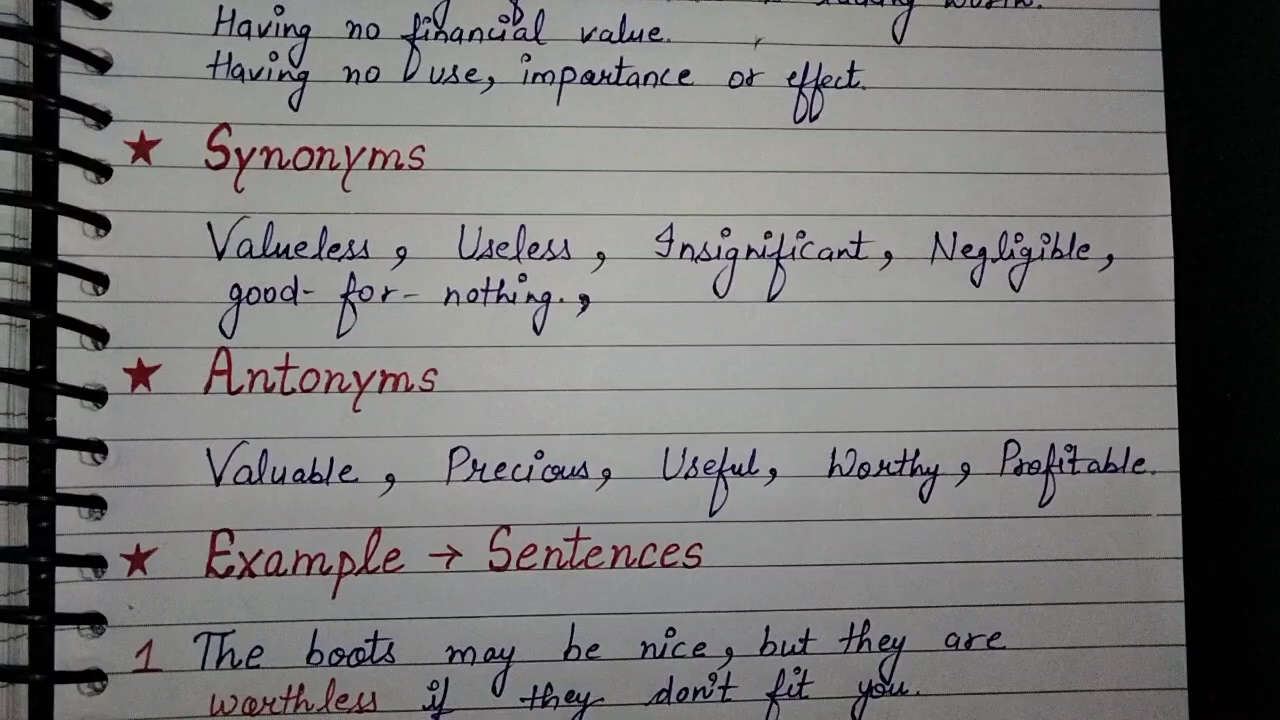 worth.
Having no financial value.
Having no use, importance or effect.
★ Synonyms
Valueless, Useless, Insignificant, Negligible,
good-for-nothing.,
★ Antonyms
Valuable, Precious, Useful, Worthy, Profitable.
★ Example → Sentences
1 The boots may be nice, but they are
worthless if they don't fit you.